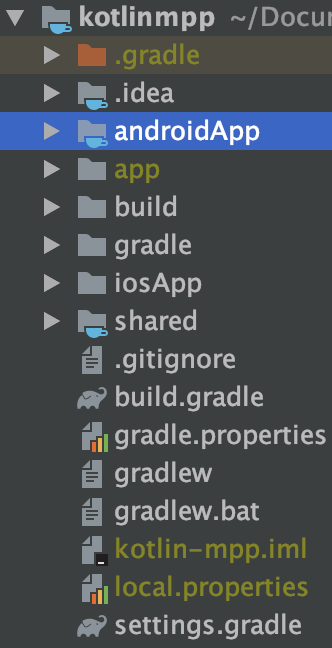 kotlinmpp ~/Docu
.gradle
.idea
androidApp
app
build
gradle
iosApp
shared
.gitignore
build.gradle
gradle.properties
gradlew
gradlew.bat
kotlin-mpp.iml
local.properties
settings.gradle